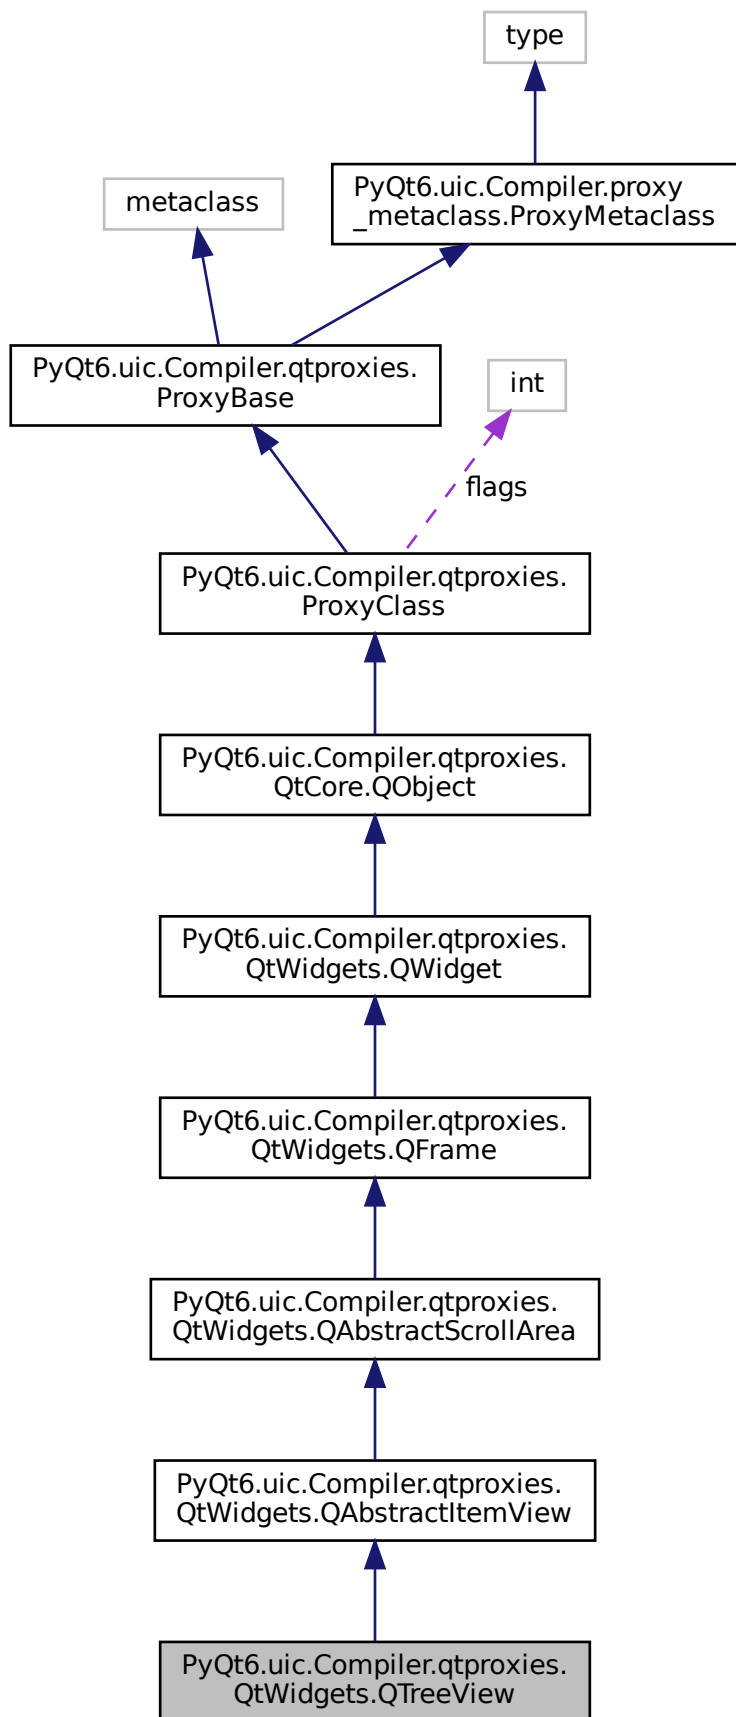 type
PyQt6.uic.Compiler.proxy
_metaclass.ProxyMetaclass
metaclass
PyQt6.uic.Compiler.qtproxies.
ProxyBase
int
flags
PyQt6.uic.Compiler.qtproxies.
ProxyClass
PyQt6.uic.Compiler.qtproxies.
QtCore.QObject
PyQt6.uic.Compiler.qtproxies.
QtWidgets.QWidget
PyQt6.uic.Compiler.qtproxies.
QtWidgets.QFrame
PyQt6.uic.Compiler.qtproxies.
QtWidgets.QAbstractScrollArea
PyQt6.uic.Compiler.qtproxies.
QtWidgets.QAbstractItemView
PyQt6.uic.Compiler.qtproxies.
QtWidgets.QTreeView